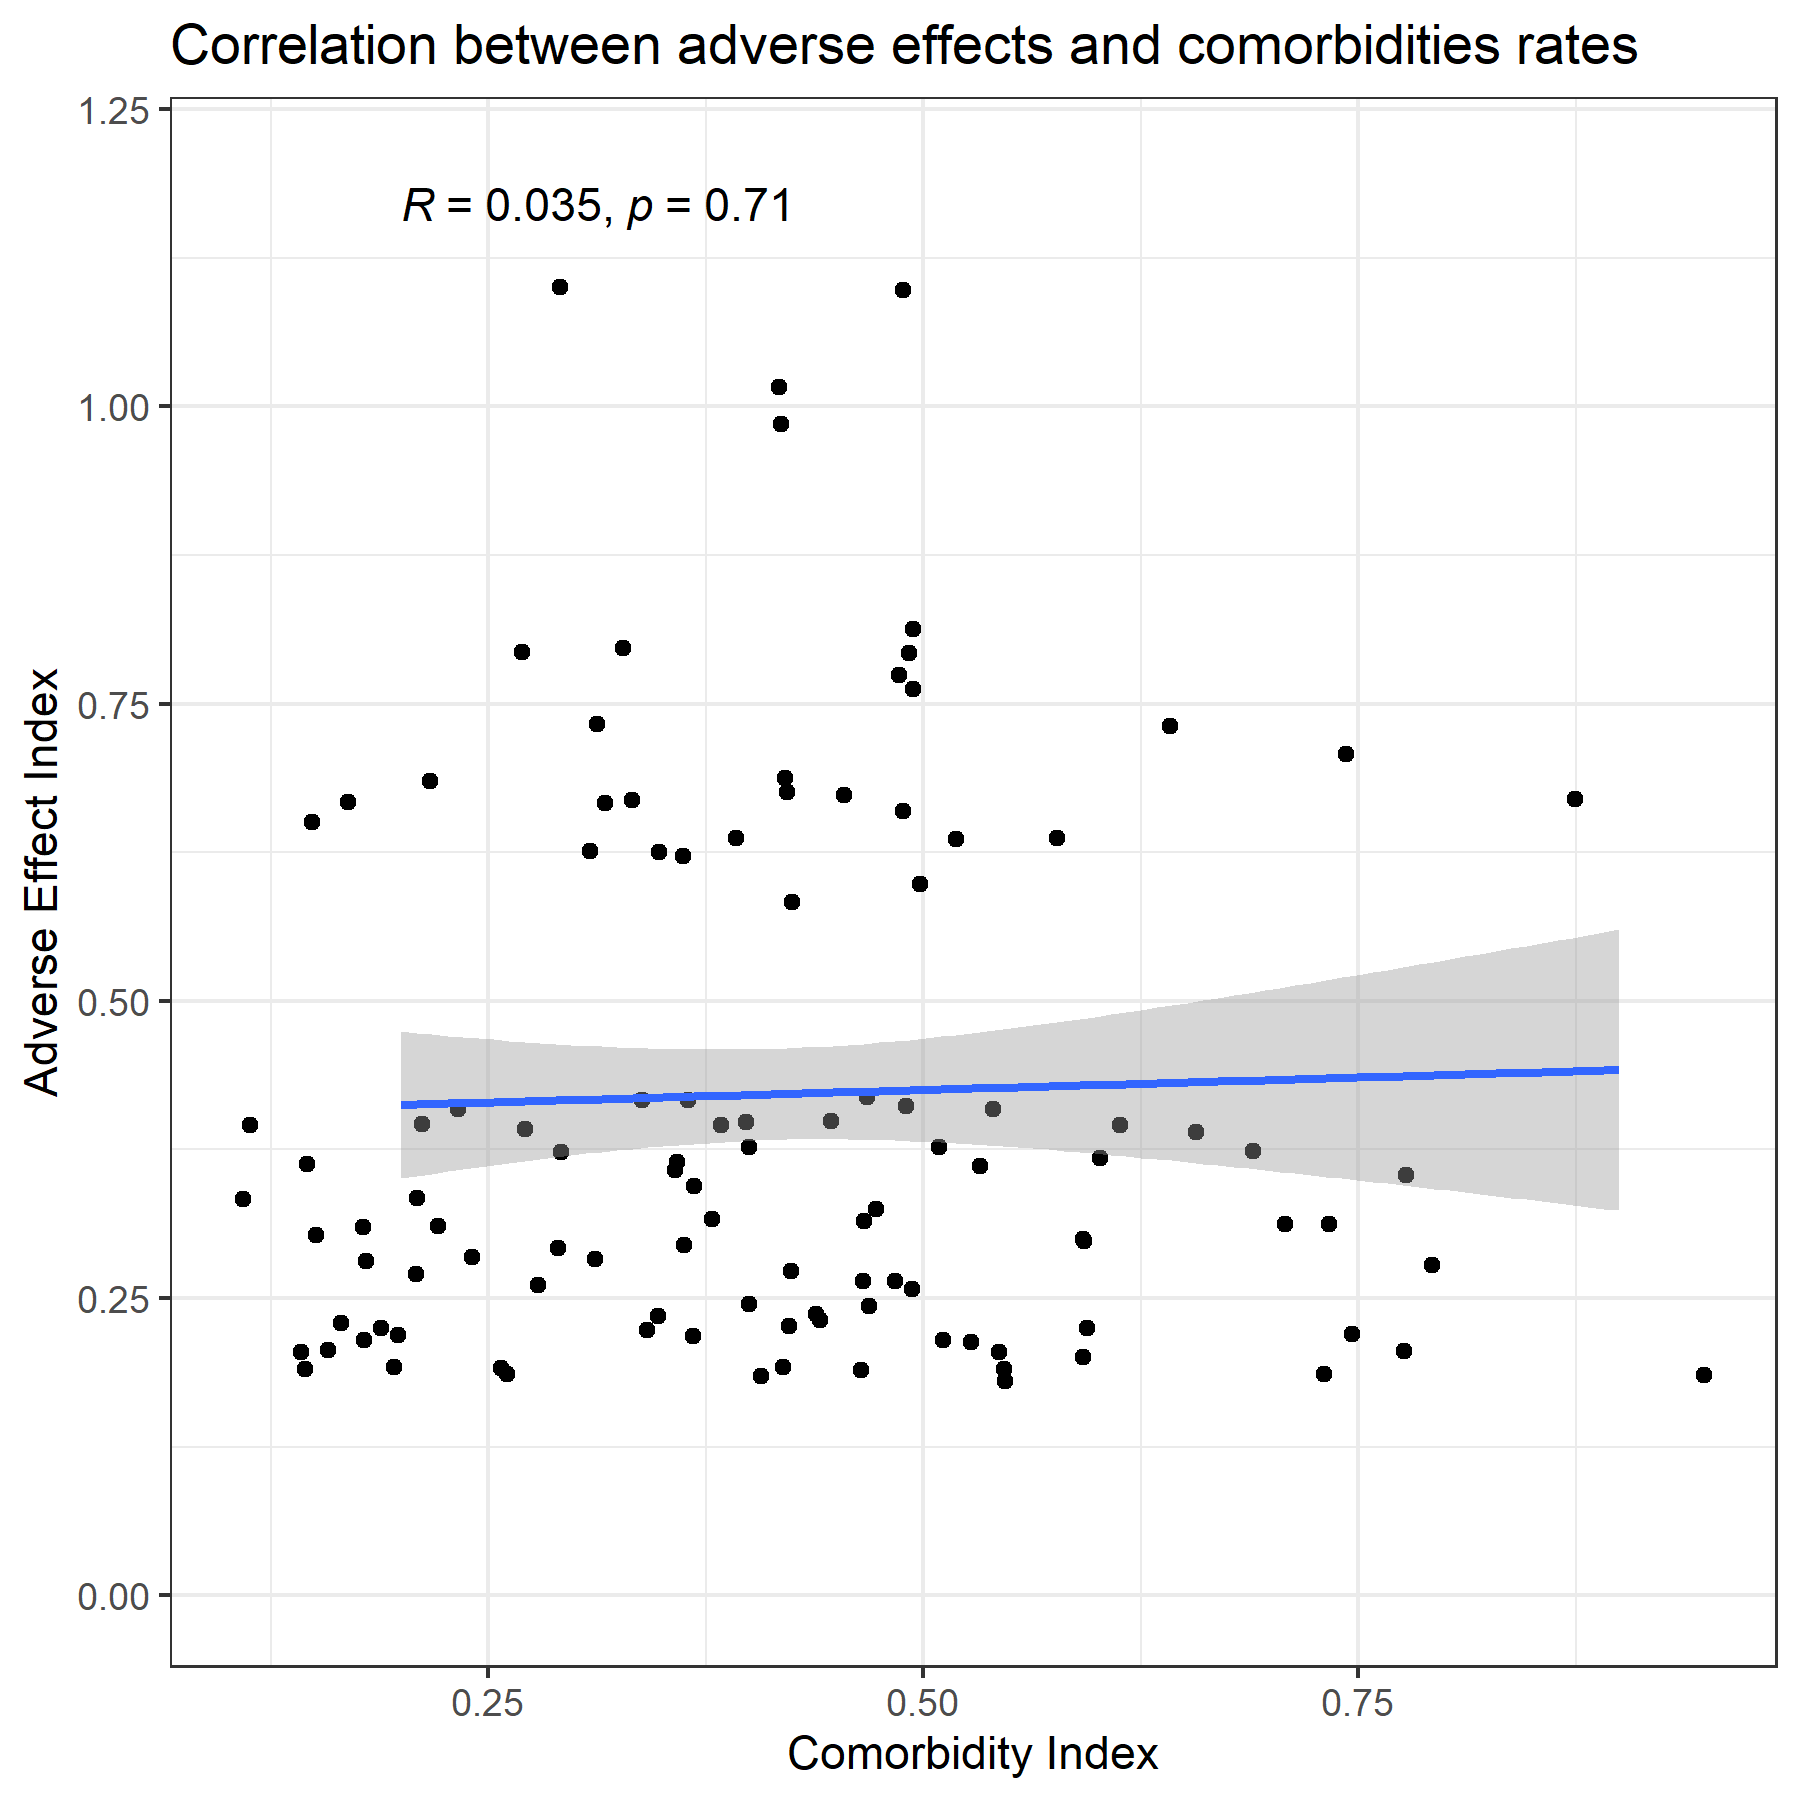 Correlation between adverse effects and comorbidities rates
1.25
R = 0.035, p = 0.71
1.00
0.75
0.50
0.25
0.00
Adverse Effect Index
0.25 0.50 0.75
Comorbidity Index